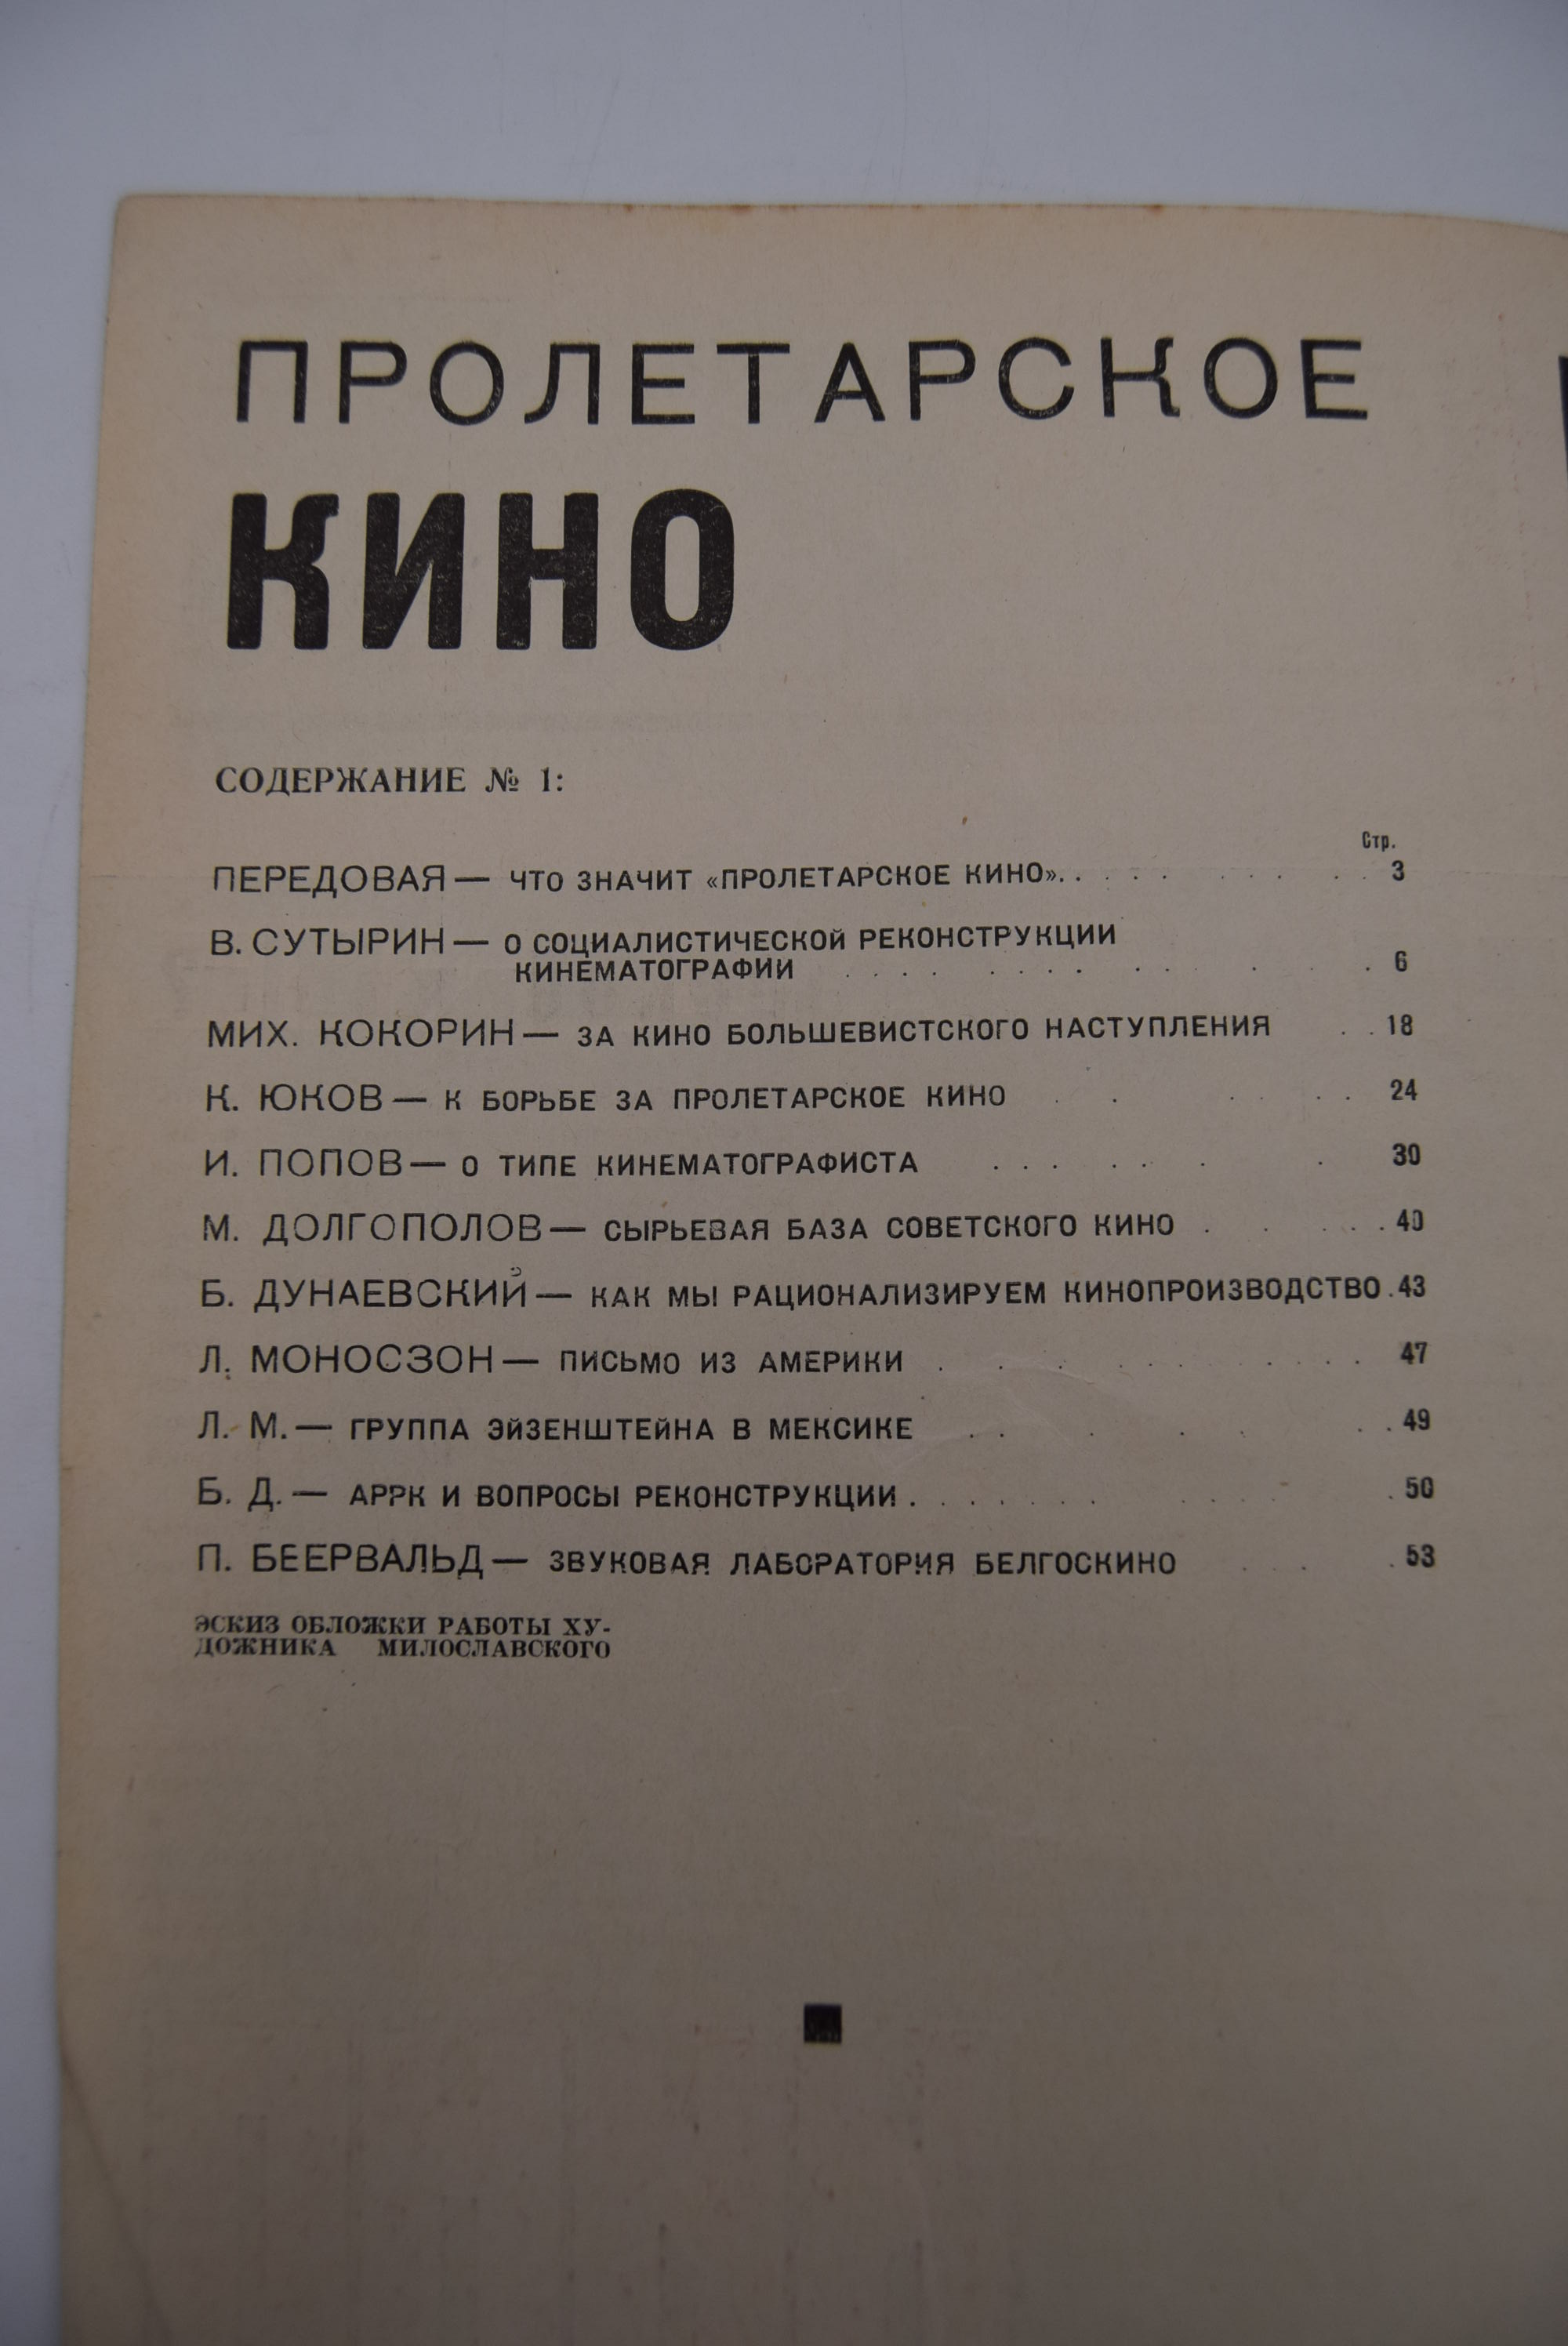 ПРОЛЕТАРСКОЕ
КИНО
СОДЕРЖАНИЕ № 1:
Стр.
ПЕРЕДОВАЯ — ЧТО ЗНАЧИТ «ПРОЛЕТАРСКОЕ КИНО». . . . . . . . . . . 3
В. СУТЫРИН — О СОЦИАЛИСТИЧЕСКОЙ РЕКОНСТРУКЦИИ
КИНЕМАТОГРАФИИ . . . . . . . . . . . . . . 6
МИХ. КОКОРИН — ЗА КИНО БОЛЬШЕВИСТСКОГО НАСТУПЛЕНИЯ . . 18
К. ЮКОВ — К БОРЬБЕ ЗА ПРОЛЕТАРСКОЕ КИНО . . . . . . 24
И. ПОПОВ — О ТИПЕ КИНЕМАТОГРАФИСТА . . . . . . . . 30
М. ДОЛГОПОЛОВ — СЫРЬЕВАЯ БАЗА СОВЕТСКОГО КИНО . . . . . . 40
Б. ДУНАЕВСКИЙ — КАК МЫ РАЦИОНАЛИЗИРУЕМ КИНОПРОИЗВОДСТВО . 43
Л. МОНОСЗОН — ПИСЬМО ИЗ АМЕРИКИ . . . . . . . . . . . 47
Л. М. — ГРУППА ЭЙЗЕНШТЕЙНА В МЕКСИКЕ . . . . . . . 49
Б. Д. — АРРК И ВОПРОСЫ РЕКОНСТРУКЦИИ . . . . . . . . . . . 50
П. БЕЕРВАЛЬД — ЗВУКОВАЯ ЛАБОРАТОРИЯ БЕЛГОСКИНО . . . . 53
ЭСКИЗ ОБЛОЖКИ РАБОТЫ ХУ-
ДОЖНИКА МИЛОСЛАВСКОГО